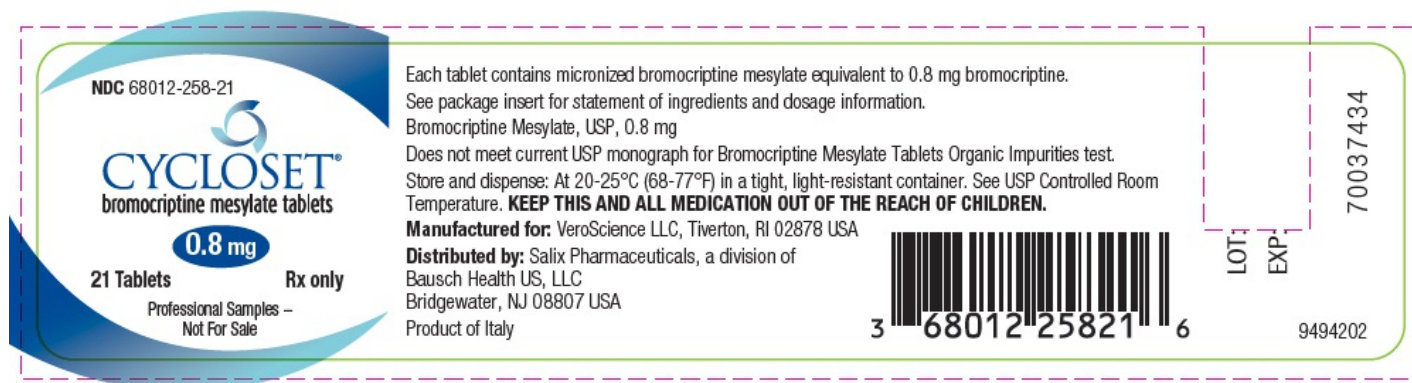 NDC 68012-258-21
CYCLOSET®
bromocriptine mesylate tablets
0.8 mg
21 Tablets Rx only
Professional Samples –
Not For Sale
Each tablet contains micronized bromocriptine mesylate equivalent to 0.8 mg bromocriptine.
See package insert for statement of ingredients and dosage information.
Bromocriptine Mesylate, USP, 0.8 mg
Does not meet current USP monograph for Bromocriptine Mesylate Tablets Organic Impurities test.
Store and dispense: At 20-25°C (68-77°F) in a tight, light-resistant container. See USP Controlled Room
Temperature. KEEP THIS AND ALL MEDICATION OUT OF THE REACH OF CHILDREN.
Manufactured for: VeroScience LLC, Tiverton, RI 02878 USA
Distributed by: Salix Pharmaceuticals, a division of
Bausch Health US, LLC
Bridgewater, NJ 08807 USA
Product of Italy
3 68012 25821 6
LOT:
EXP:
70037434
9494202